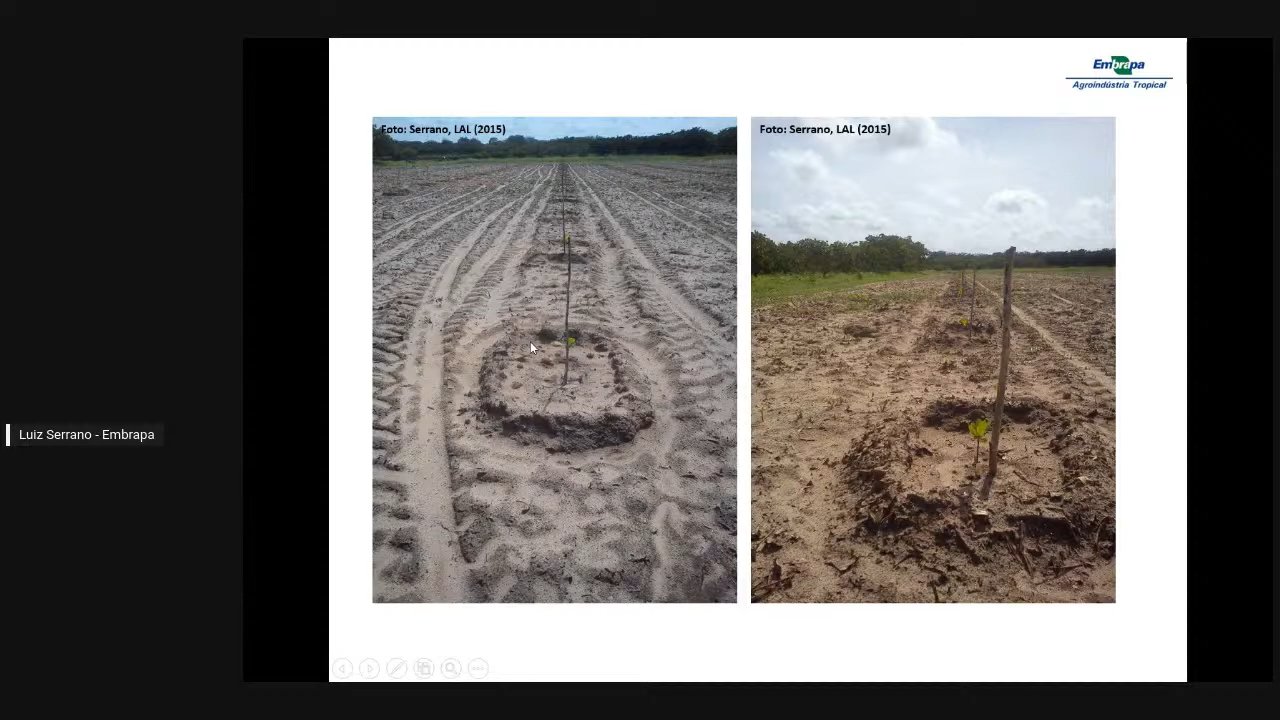 Embrapa
Agroindústria Tropical
Foto: Serrano, LAL (2015)
Foto: Serrano, LAL (2015)
Luiz Serrano - Embrapa